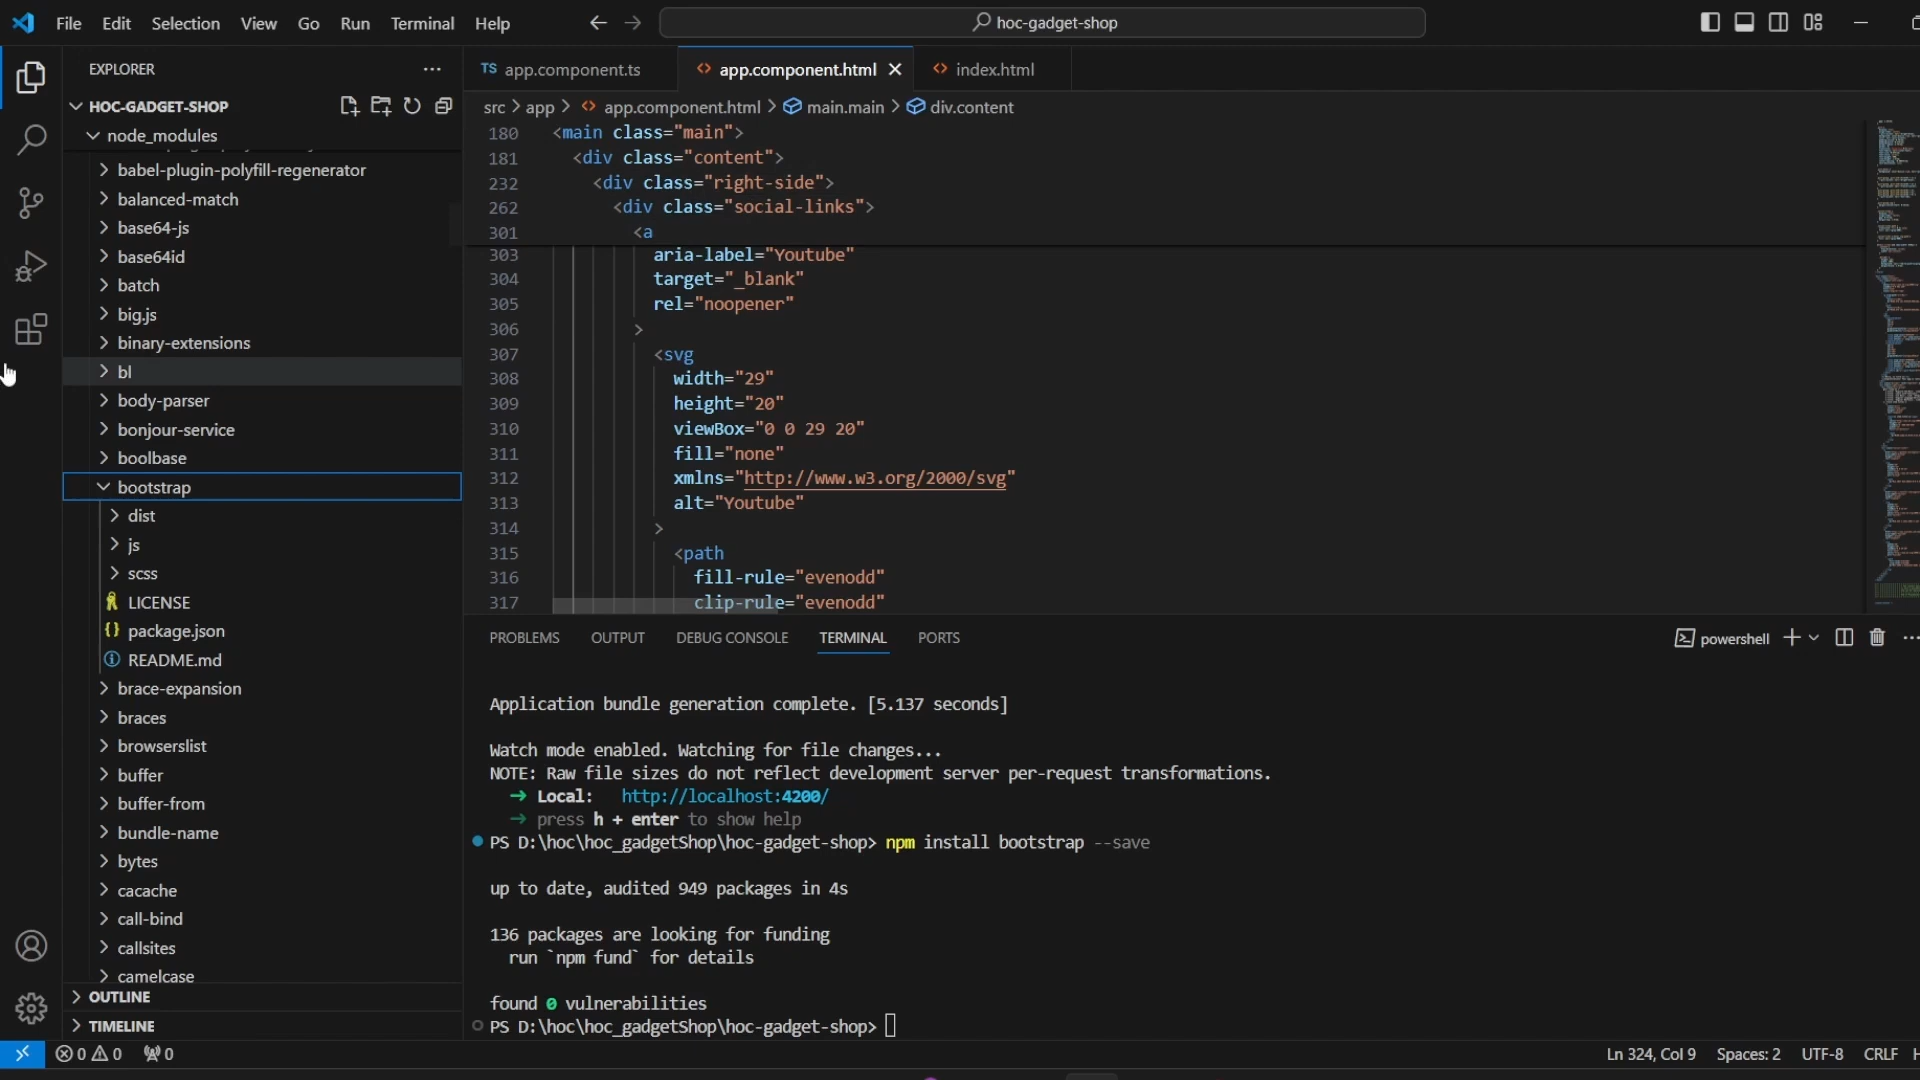 File Edit Selection View Go Run Terminal Help
hoc-gadget-shop
EXPLORER
HOC-GADGET-SHOP
node_modules
babel-plugin-polyfill-regenerator
balanced-match
base64-js
base64id
batch
big.js
binary-extensions
bl
body-parser
bonjour-service
boolbase
bootstrap
dist
js
scss
LICENSE
package.json
README.md
brace-expansion
braces
browserslist
buffer
buffer-from
bundle-name
bytes
cacache
call-bind
callsites
camelcase
OUTLINE
TIMELINE
TS app.component.ts
<> app.component.html
<> index.html
src > app > <> app.component.html > main.main > div.content
180 <main class="main">
181 <div class="content">
232 <div class="right-side">
262 <div class="social-links">
301 <a
303 aria-label="Youtube"
304 target="_blank"
305 rel="noopener"
306 >
307 <svg
308 width="29"
309 height="20"
310 viewBox="0 0 29 20"
311 fill="none"
312 xmlns="http://www.w3.org/2000/svg"
313 alt="Youtube"
314 >
315 <path
316 fill-rule="evenodd"
317 clip-rule="evenodd"
PROBLEMS OUTPUT DEBUG CONSOLE TERMINAL PORTS
powershell
Application bundle generation complete. [5.137 seconds]
Watch mode enabled. Watching for file changes...
NOTE: Raw file sizes do not reflect development server per-request transformations.
→ Local: http://localhost:4200/
→ press h + enter to show help
PS D:\hoc\hoc_gadgetShop\hoc-gadget-shop> npm install bootstrap --save
up to date, audited 949 packages in 4s
136 packages are looking for funding
run `npm fund` for details
found 0 vulnerabilities
PS D:\hoc\hoc_gadgetShop\hoc-gadget-shop>
0 0 0
Ln 324, Col 9 Spaces: 2 UTF-8 CRLF